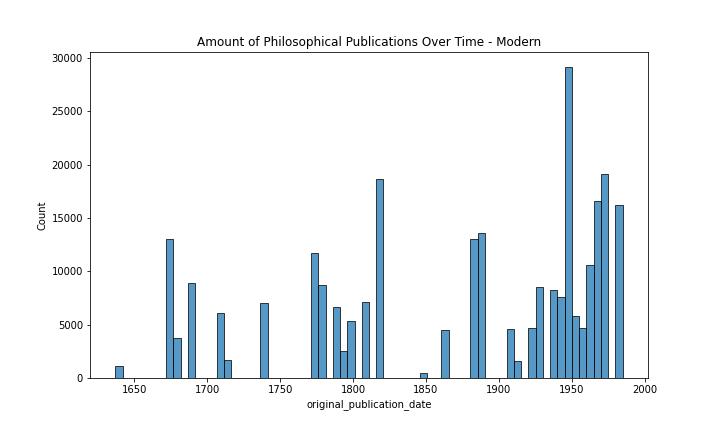 Amount of Philosophical Publications Over Time - Modern
30000
25000
20000
15000
10000
5000
0
Count
1650 1700 1750 1800 1850 1900 1950 2000
original_publication_date